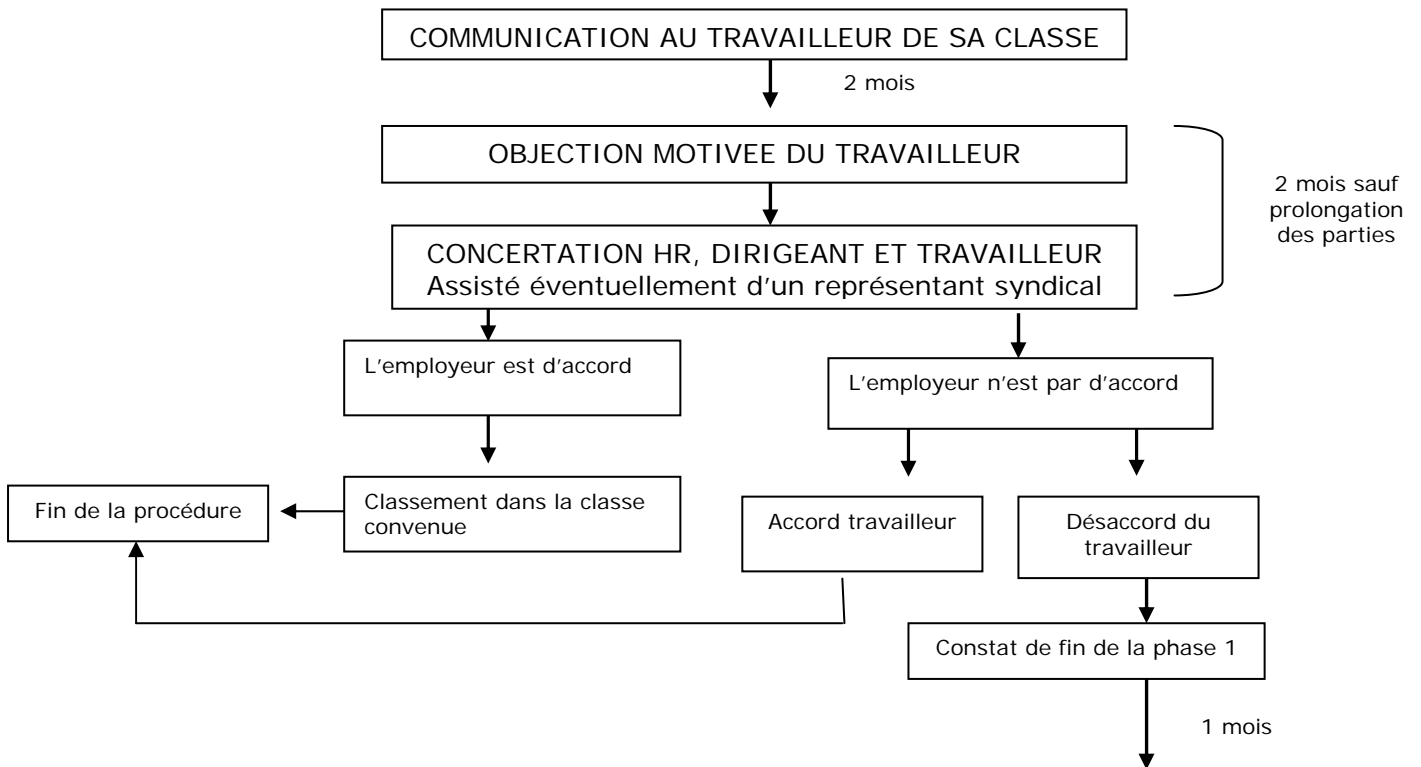 COMMUNICATION AU TRAVAILLEUR DE SA CLASSE
2 mois
OBJECTION MOTIVEE DU TRAVAILLEUR
2 mois sauf
prolongation
des parties
CONCERTATION HR, DIRIGEANT ET TRAVAILLEUR
Assisté éventuellement d'un représentant syndical
L'employeur est d'accord
L'employeur n'est par d'accord
Fin de la procédure
Classement dans la classe
convenue
Accord travailleur
Désaccord du
travailleur
Constat de fin de la phase 1
1 mois